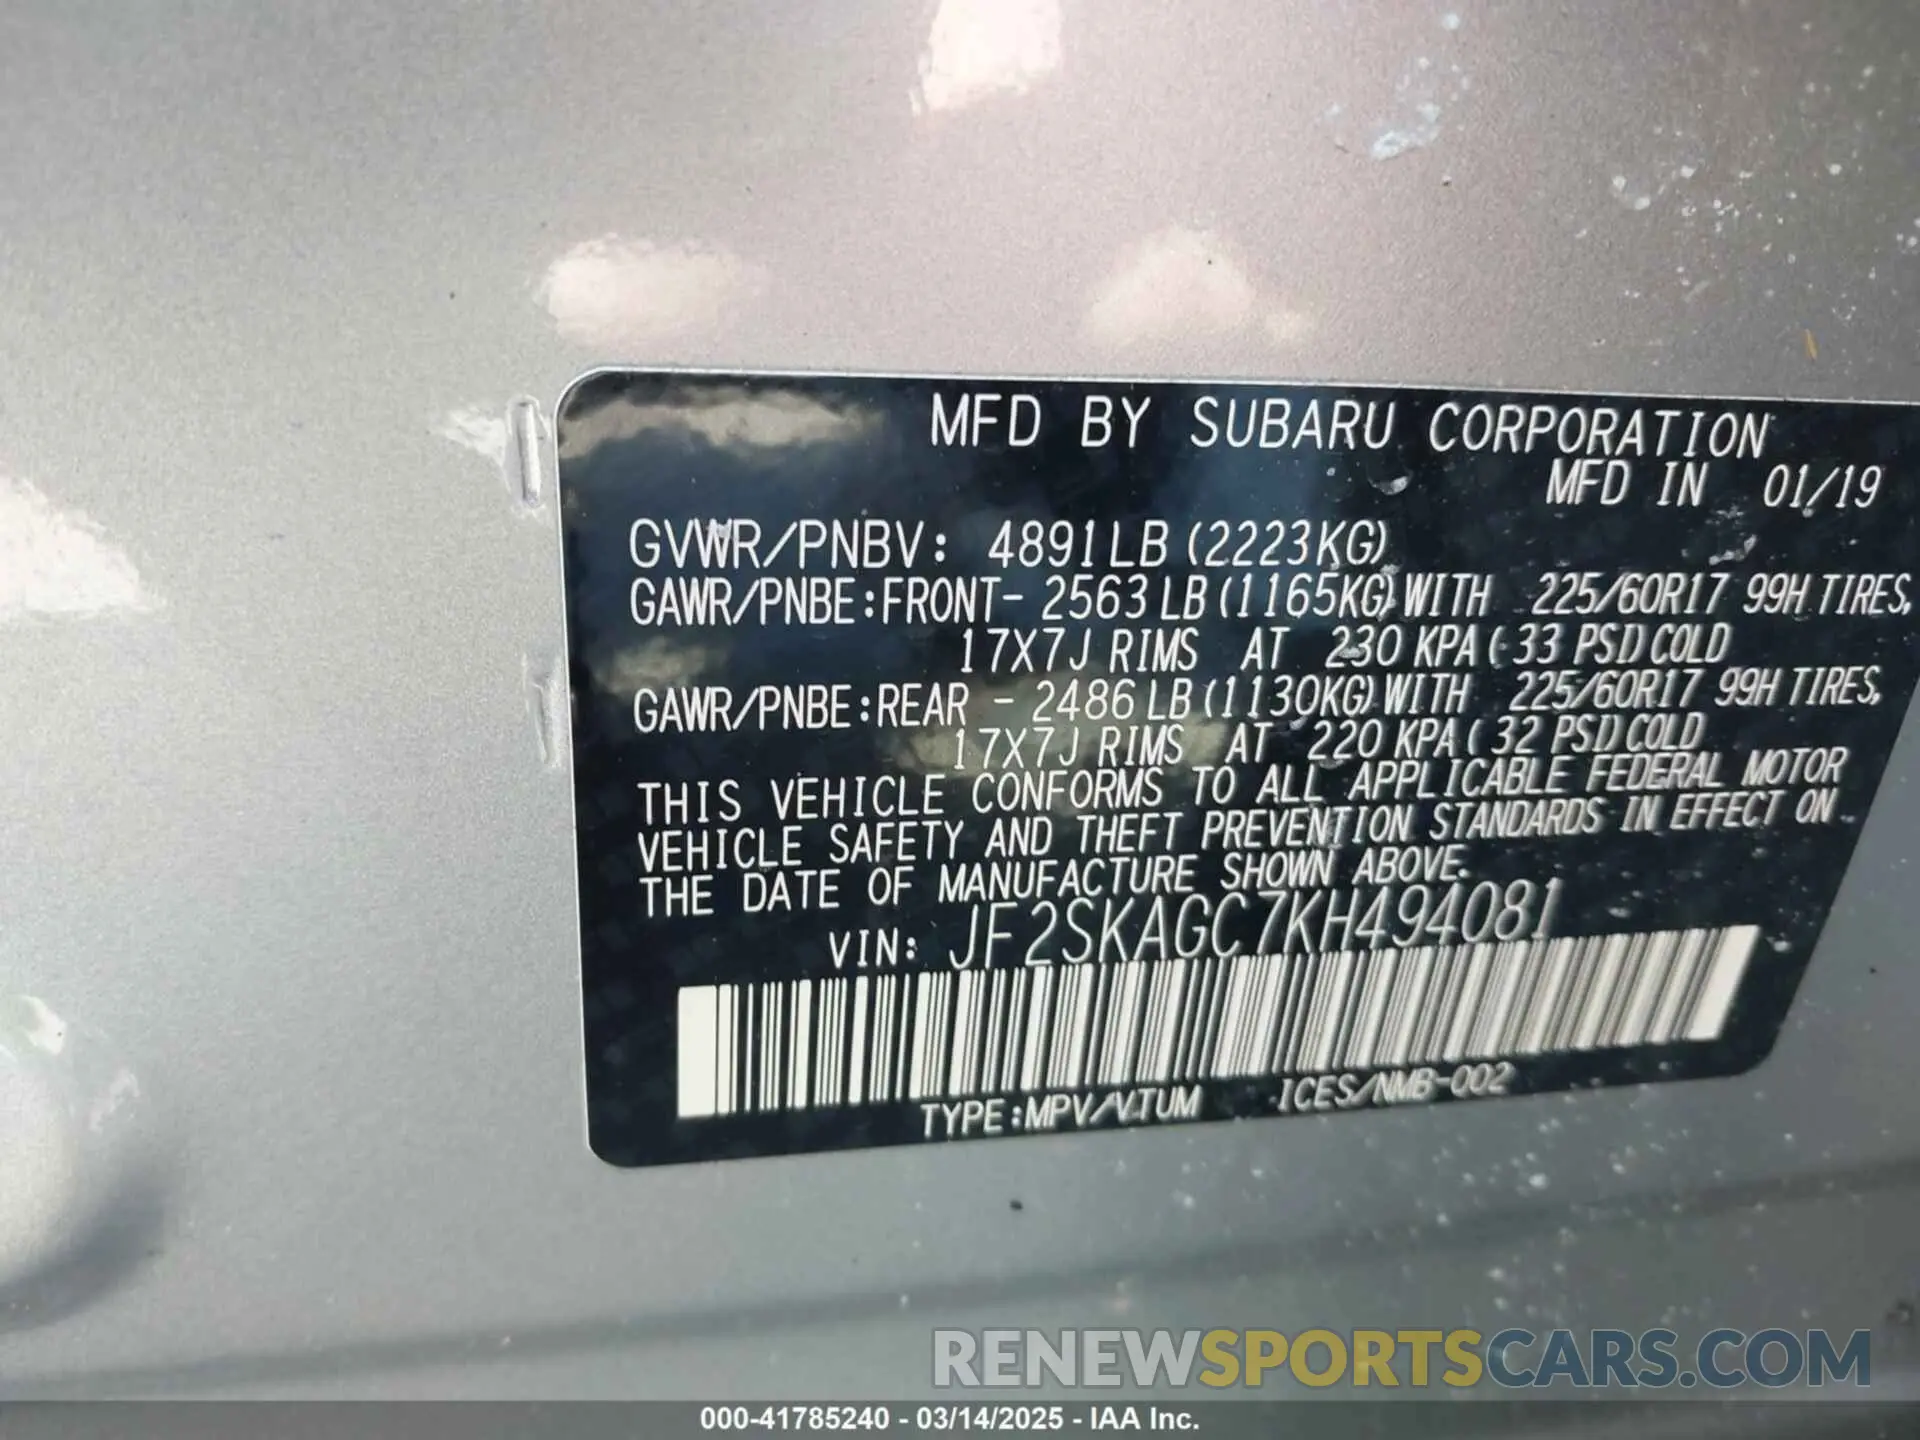 MFD BY SUBARU CORPORATION
MFD IN 01/19
GVWR/PNBV: 4891LB (2223KG)
GAWR/PNBE:FRONT- 2563 LB (1165KG) WITH 225/60R17 99H TIRES,
17X7J RIMS AT 230 KPA ( 33 PSI) COLD
GAWR/PNBE:REAR - 2486 LB (1130KG) WITH 225/60R17 99H TIRES,
17X7J RIMS AT 220 KPA ( 32 PSI) COLD
THIS VEHICLE CONFORMS TO ALL APPLICABLE FEDERAL MOTOR
VEHICLE SAFETY AND THEFT PREVENTION STANDARDS IN EFFECT ON
THE DATE OF MANUFACTURE SHOWN ABOVE.
VIN: JF2SKAGC7KH494081
TYPE:MPV/VTUM ICES/NMB-002
RENEWSPORTSCARS.COM
000-41785240 - 03/14/2025 - IAA Inc.